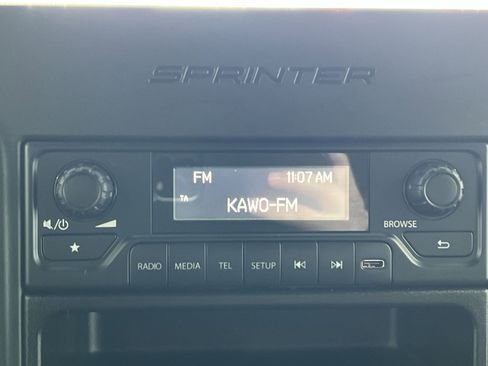 SPRINTER
FM 11:07 AM
TA
KAWO-FM
BROWSE
RADIO MEDIA TEL SETUP